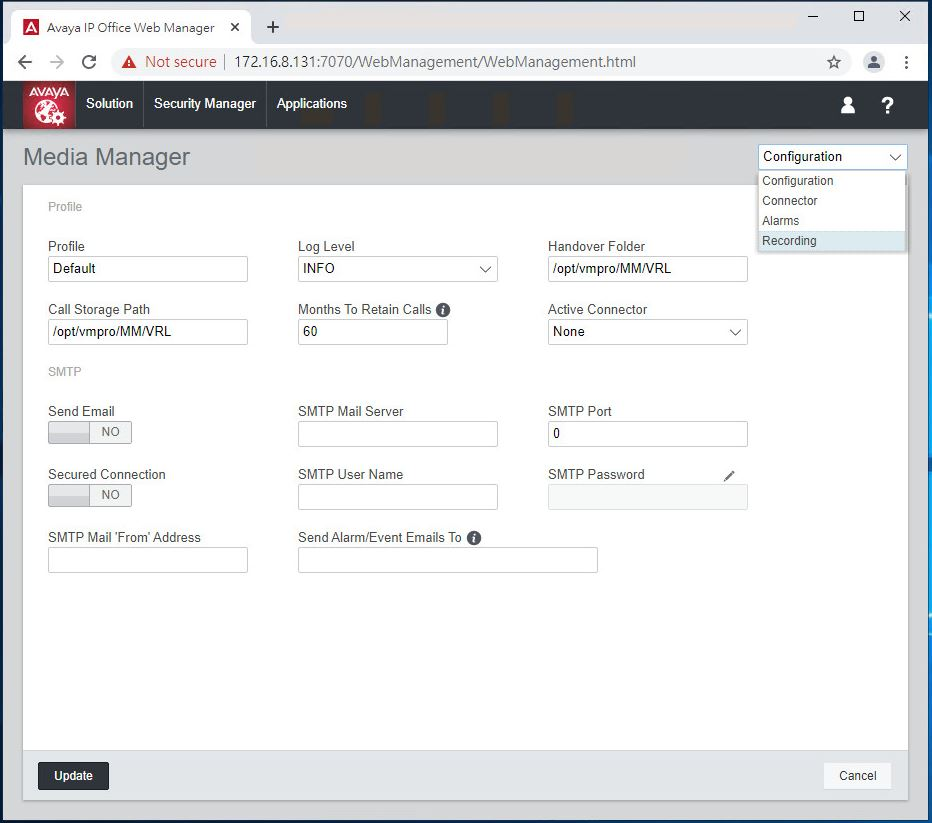 Avaya IP Office Web Manager
Not secure 172.16.8.131:7070/WebManagement/WebManagement.html
AVAYA Solution Security Manager Applications ?
Media Manager Configuration
Configuration
Connector
Alarms
Recording
Profile
Profile Log Level Handover Folder
Default INFO /opt/vmpro/MM/VRL
Call Storage Path Months To Retain Calls i Active Connector
/opt/vmpro/MM/VRL 60 None
SMTP
Send Email SMTP Mail Server SMTP Port
NO 0
Secured Connection SMTP User Name SMTP Password
NO
SMTP Mail 'From' Address Send Alarm/Event Emails To i
Update Cancel